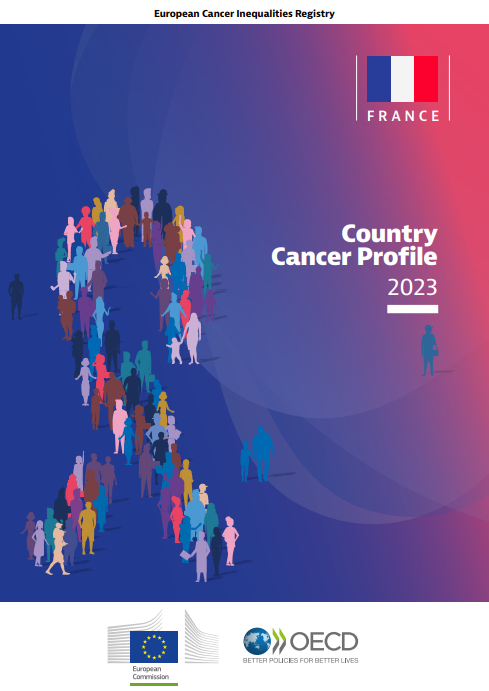 European Cancer Inequalities Registry
FRANCE
Country
Cancer Profile
2023
European
Commission
OECD
BETTER POLICIES FOR BETTER LIVES